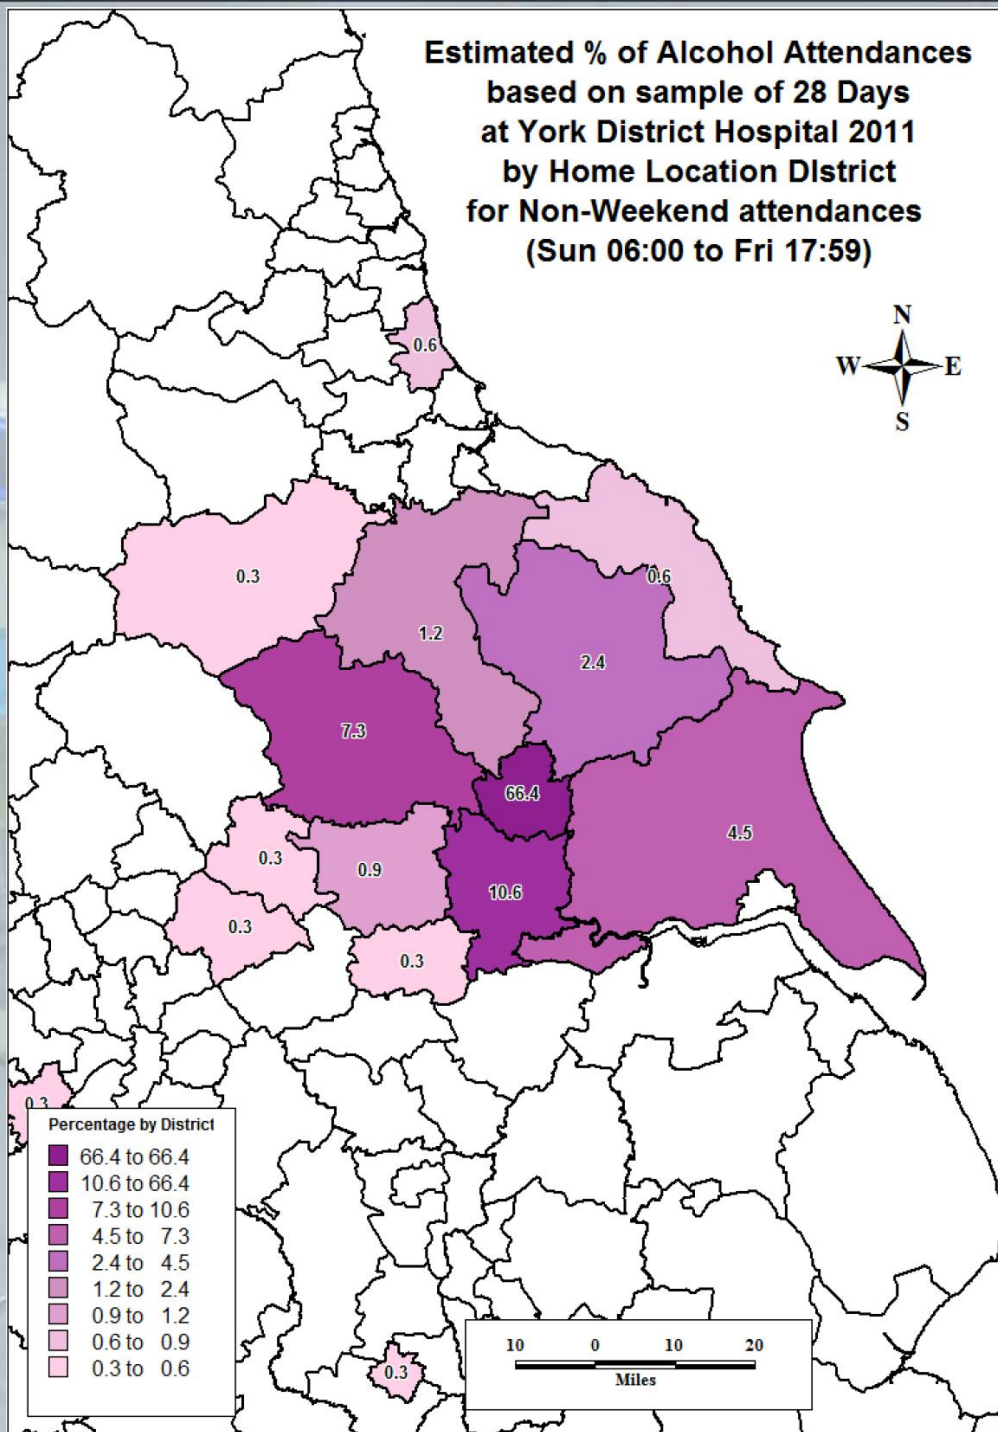 Estimated % of Alcohol Attendances
based on sample of 28 Days
at York District Hospital 2011
by Home Location DIstrict
for Non-Weekend attendances
(Sun 06:00 to Fri 17:59)
N
W E
S
0.6
0.3
0.6
1.2
2.4
7.3
66.4
4.5
0.3
0.9
10.6
0.3
0.3
0.3
Percentage by District
66.4 to 66.4
10.6 to 66.4
7.3 to 10.6
4.5 to 7.3
2.4 to 4.5
1.2 to 2.4
0.9 to 1.2
0.6 to 0.9
0.3 to 0.6
10 0 10 20
Miles
0.3